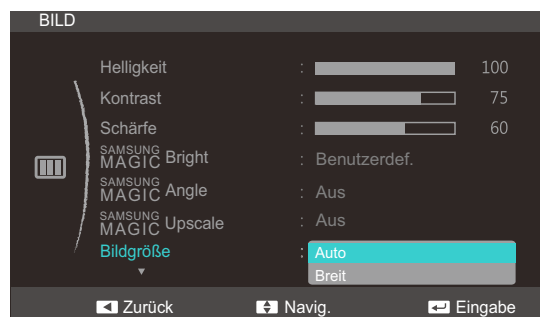 BILD
Helligkeit : 100
Kontrast : 75
Schärfe : 60
SAMSUNG MAGIC Bright : Benutzerdef.
SAMSUNG MAGIC Angle : Aus
SAMSUNG MAGIC Upscale : Aus
Bildgröße : Auto
Breit
Zurück Navig. Eingabe